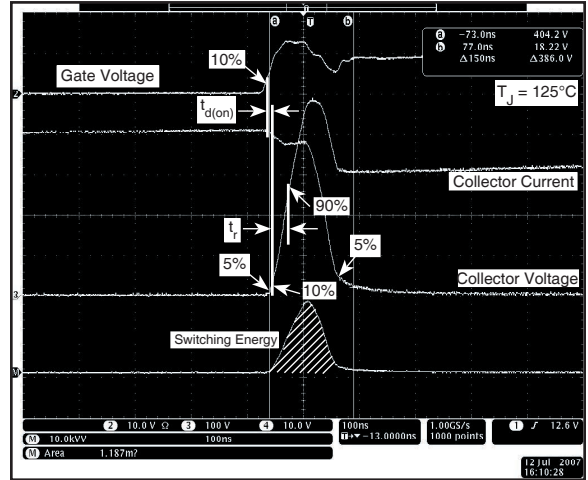 a T b
a −73.0ns 404.2 V
b 77.0ns 18.22 V
Δ150ns Δ386.0 V
10%
Gate Voltage
2
T_J = 125°C
t_d(on)
Collector Current
90%
t_r
5%
5%
10%
Collector Voltage
3
Switching Energy
M
2 10.0 V Ω 3 100 V 4 10.0 V
100ns
T→▼−13.0000ns
1.00GS/s
1000 points
1 ʃ 12.6 V
M 10.0kVV 100ns
M Area 1.187m?
12 Jul 2007
16:10:28